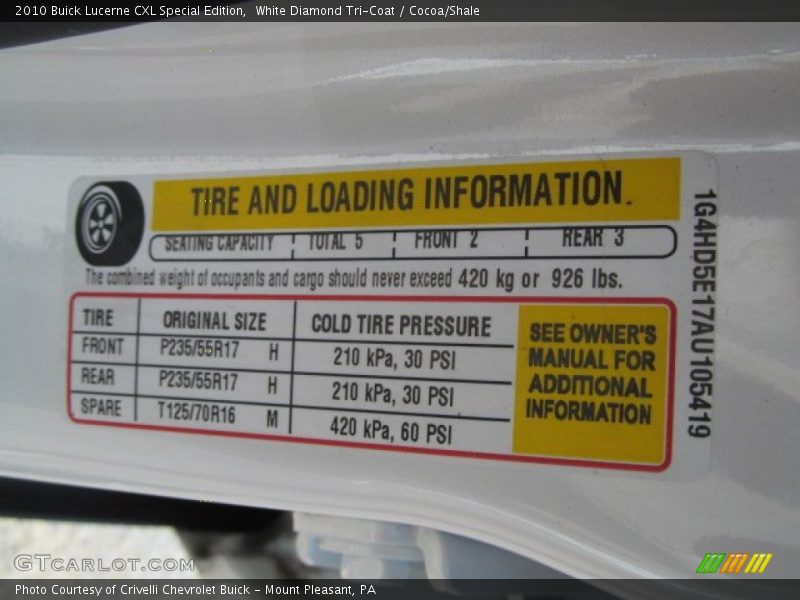 2010 Buick Lucerne CXL Special Edition,  White Diamond Tri-Coat / Cocoa/Shale
TIRE AND LOADING INFORMATION.
SEATING CAPACITY TOTAL 5 FRONT 2 REAR 3
The combined weight of occupants and cargo should never exceed 420 kg or 926 lbs.
TIRE ORIGINAL SIZE COLD TIRE PRESSURE
FRONT P235/55R17 H 210 kPa, 30 PSI
REAR P235/55R17 H 210 kPa, 30 PSI
SPARE T125/70R16 M 420 kPa, 60 PSI
SEE OWNER'S
MANUAL FOR
ADDITIONAL
INFORMATION
1G4HD5E17AU105419
GTCARLOT.COM
Photo Courtesy of Crivelli Chevrolet Buick - Mount Pleasant, PA